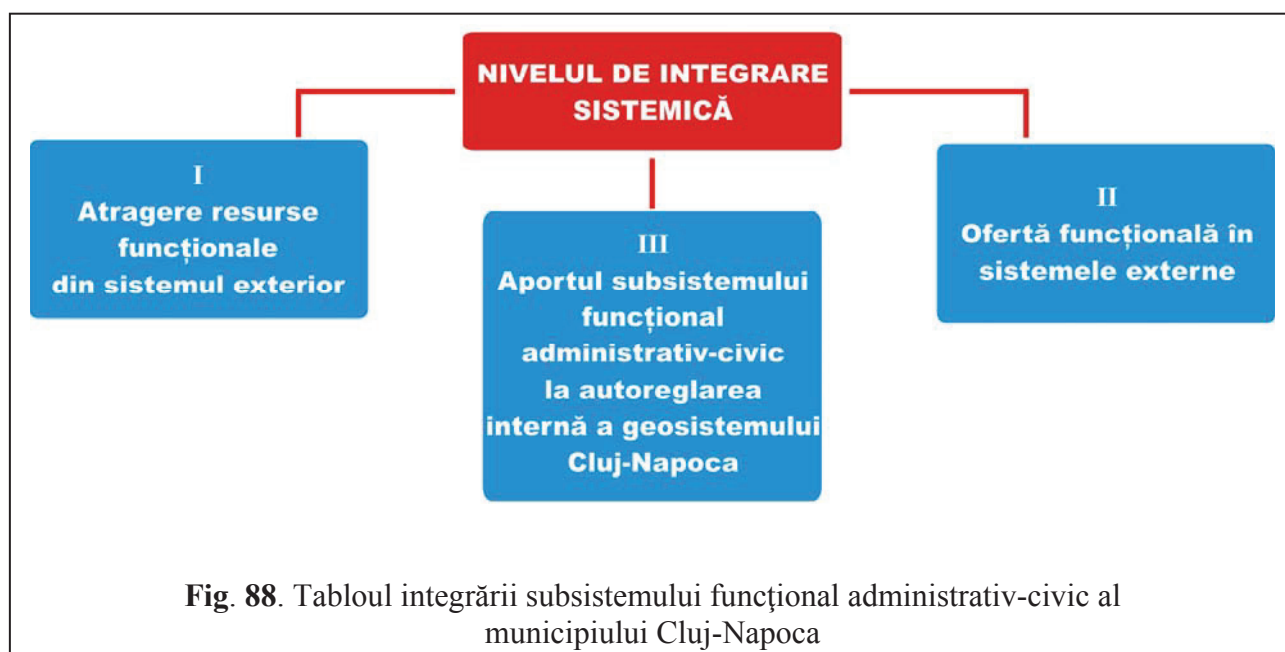 NIVELUL DE INTEGRARE
SISTEMICĂ
I
Atragere resurse
funcționale
din sistemul exterior
III
Aportul subsistemului
funcțional
administrativ-civic
la autoreglarea
internă a geosistemului
Cluj-Napoca
II
Ofertă funcțională în
sistemele externe
Fig. 88. Tabloul integrării subsistemului funcţional administrativ-civic al
municipiului Cluj-Napoca